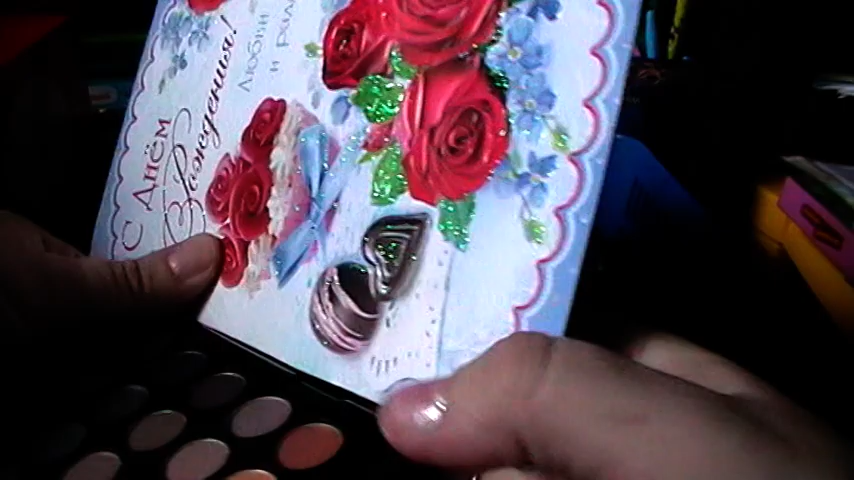 С Днём
Рождения!
Любви
и